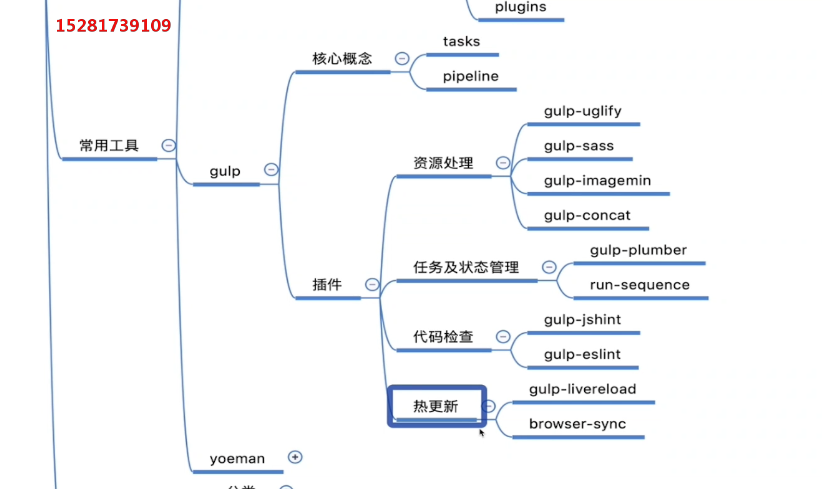 plugins
15281739109
核心概念
tasks
pipeline
常用工具
gulp
资源处理
gulp-uglify
gulp-sass
gulp-imagemin
gulp-concat
插件
任务及状态管理
gulp-plumber
run-sequence
代码检查
gulp-jshint
gulp-eslint
热更新
gulp-livereload
browser-sync
yoeman